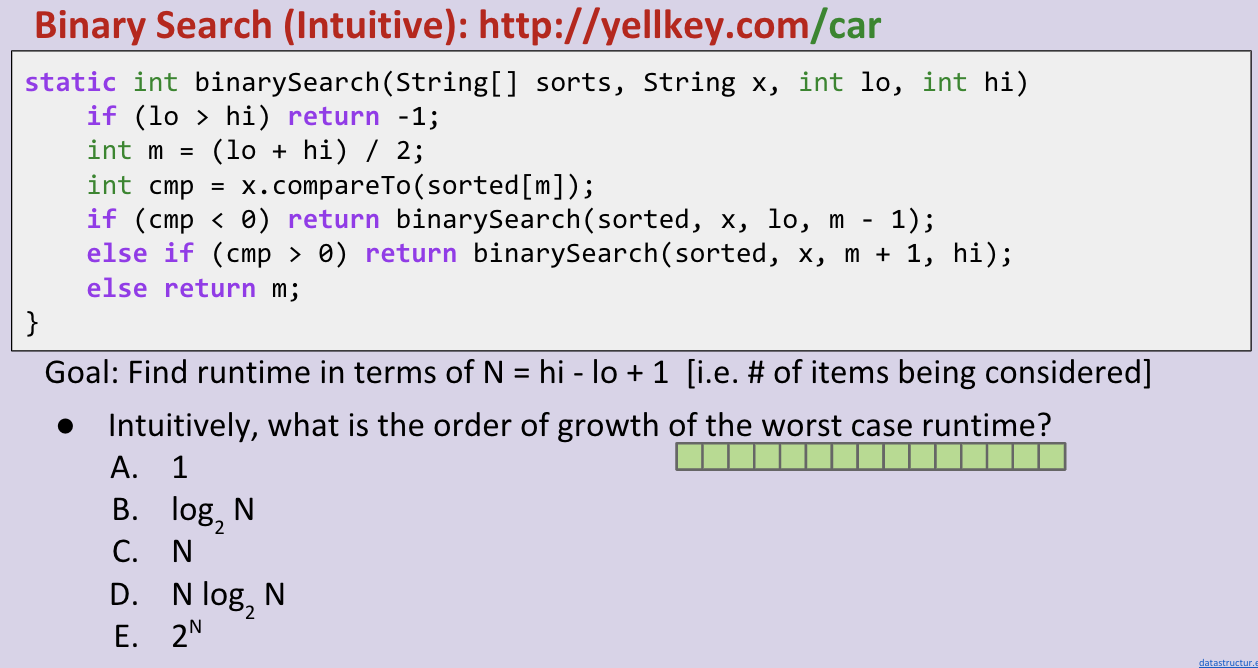 Binary Search (Intuitive): http://yellkey.com/car
static int binarySearch(String[] sorts, String x, int lo, int hi)
if (lo > hi) return -1;
int m = (lo + hi) / 2;
int cmp = x.compareTo(sorted[m]);
if (cmp < 0) return binarySearch(sorted, x, lo, m - 1);
else if (cmp > 0) return binarySearch(sorted, x, m + 1, hi);
else return m;
}
Goal: Find runtime in terms of N = hi - lo + 1 [i.e. # of items being considered]
● Intuitively, what is the order of growth of the worst case runtime?
A. 1
B. log₂ N
C. N
D. N log₂ N
E. 2ᴺ
datastructur.e